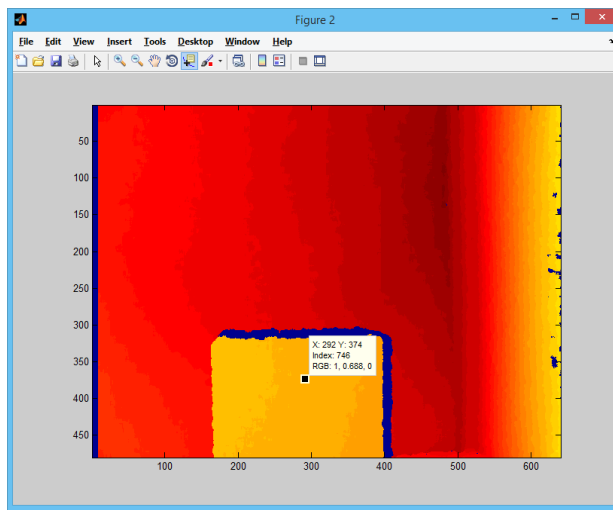 Figure 2
File Edit View Insert Tools Desktop Window Help
50
100
150
200
250
300
350
400
450
X: 292 Y: 374
Index: 746
RGB: 1, 0.688, 0
100 200 300 400 500 600